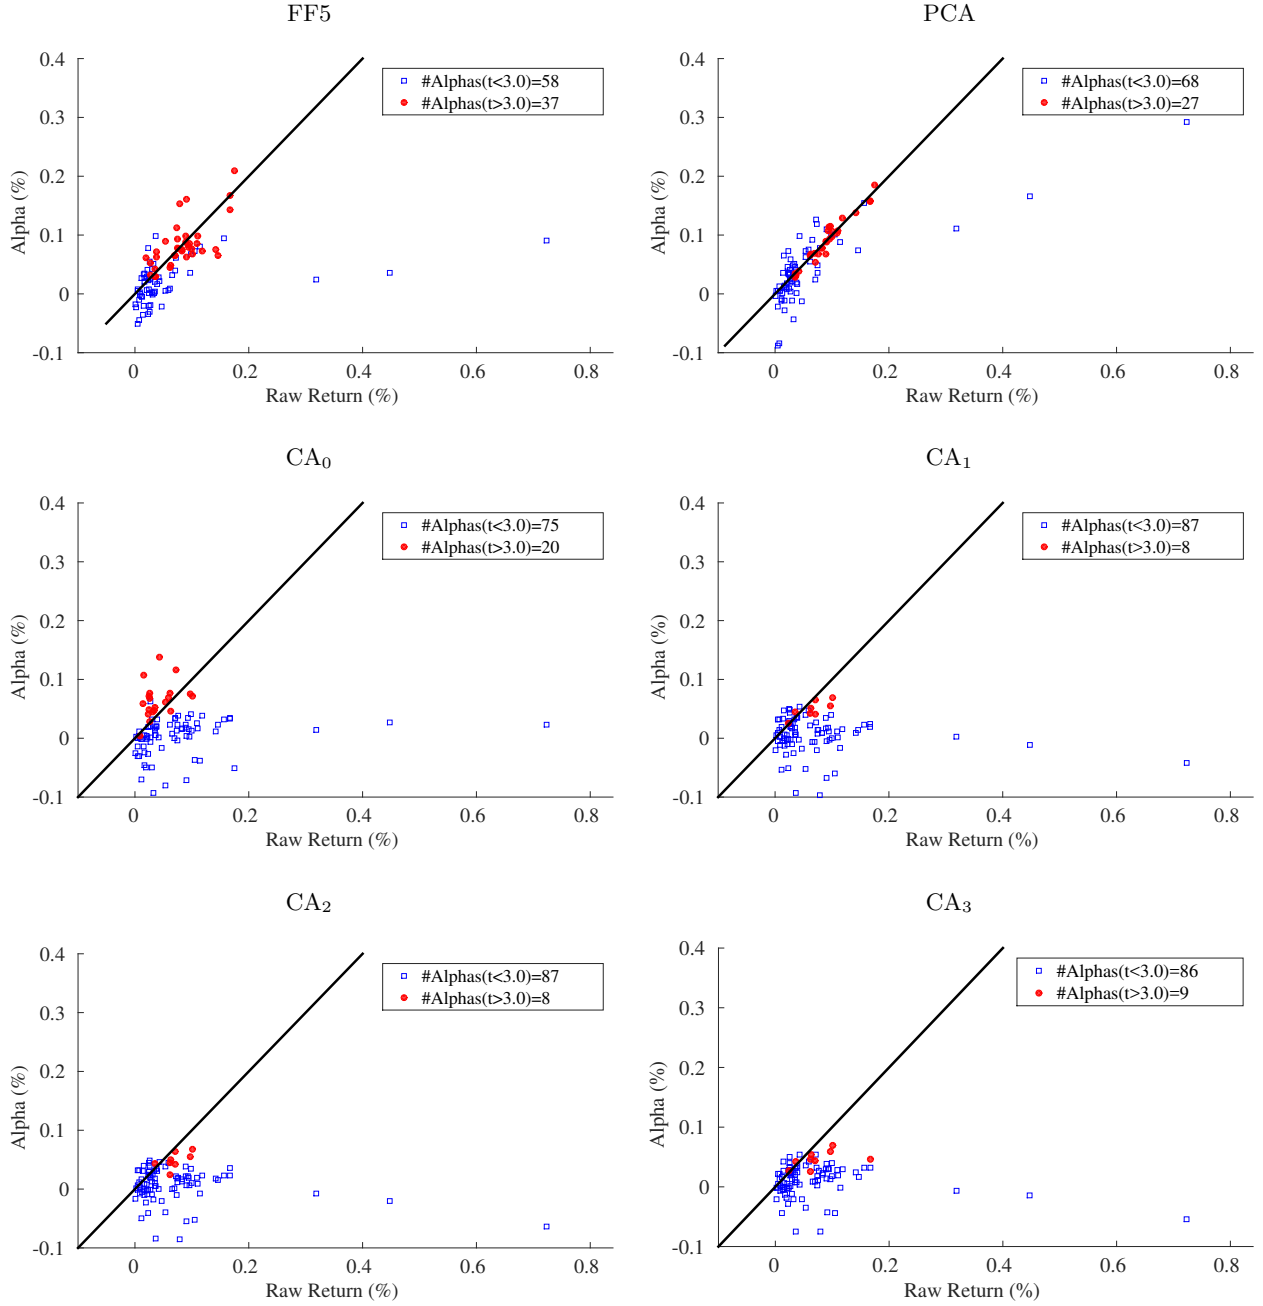 FF5
0.4
0.3
0.2
0.1
0
-0.1
Alpha (%)
#Alphas(t<3.0)=58
#Alphas(t>3.0)=37
0 0.2 0.4 0.6 0.8
Raw Return (%)
PCA
0.4
0.3
0.2
0.1
0
-0.1
Alpha (%)
#Alphas(t<3.0)=68
#Alphas(t>3.0)=27
0 0.2 0.4 0.6 0.8
Raw Return (%)
CA₀
0.4
0.3
0.2
0.1
0
-0.1
Alpha (%)
#Alphas(t<3.0)=75
#Alphas(t>3.0)=20
0 0.2 0.4 0.6 0.8
Raw Return (%)
CA₁
0.4
0.3
0.2
0.1
0
-0.1
Alpha (%)
#Alphas(t<3.0)=87
#Alphas(t>3.0)=8
0 0.2 0.4 0.6 0.8
Raw Return (%)
CA₂
0.4
0.3
0.2
0.1
0
-0.1
Alpha (%)
#Alphas(t<3.0)=87
#Alphas(t>3.0)=8
0 0.2 0.4 0.6 0.8
Raw Return (%)
CA₃
0.4
0.3
0.2
0.1
0
-0.1
Alpha (%)
#Alphas(t<3.0)=86
#Alphas(t>3.0)=9
0 0.2 0.4 0.6 0.8
Raw Return (%)